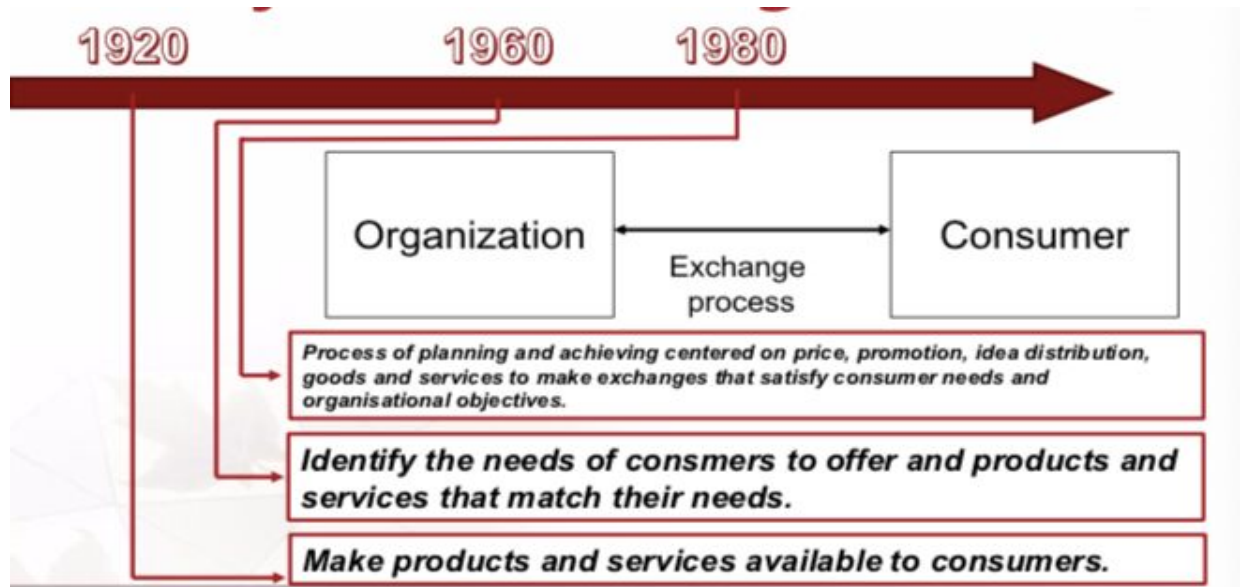 1920 1960 1980
Organization
Consumer
Exchange
process
Process of planning and achieving centered on price, promotion, idea distribution,
goods and services to make exchanges that satisfy consumer needs and
organisational objectives.
Identify the needs of consmers to offer and products and
services that match their needs.
Make products and services available to consumers.